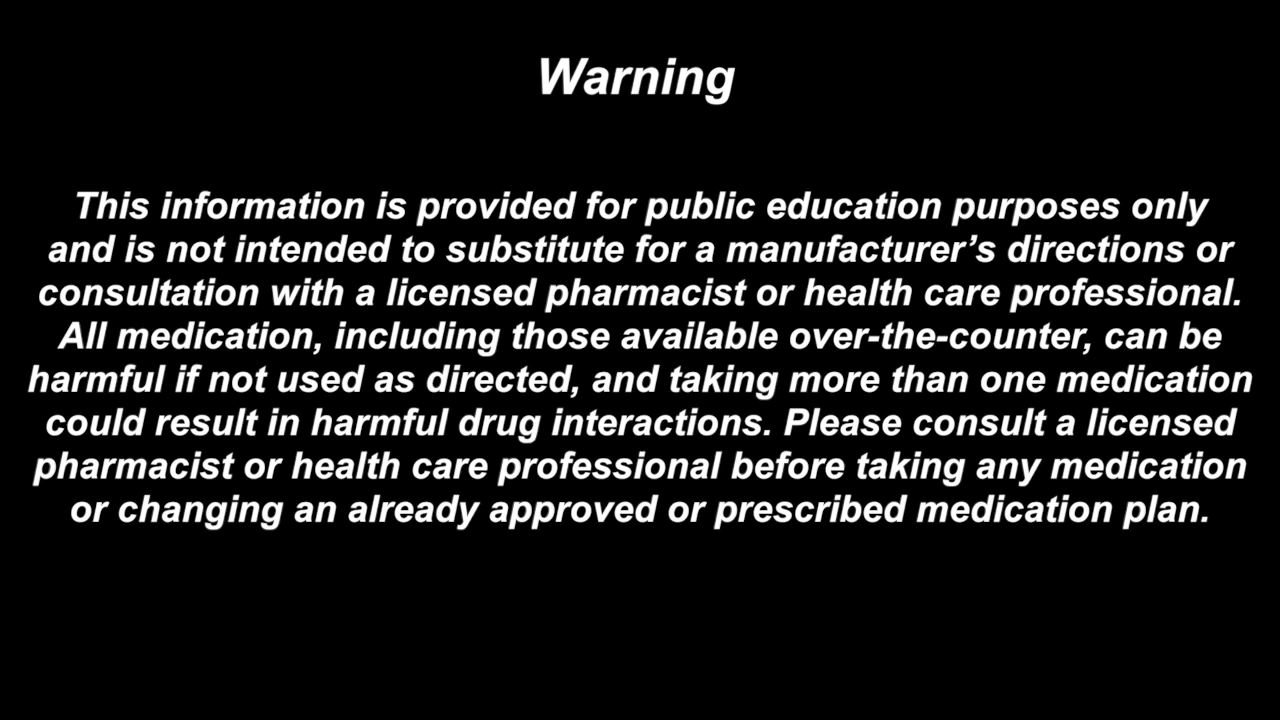 Warning
This information is provided for public education purposes only
and is not intended to substitute for a manufacturer’s directions or
consultation with a licensed pharmacist or health care professional.
All medication, including those available over-the-counter, can be
harmful if not used as directed, and taking more than one medication
could result in harmful drug interactions. Please consult a licensed
pharmacist or health care professional before taking any medication
or changing an already approved or prescribed medication plan.